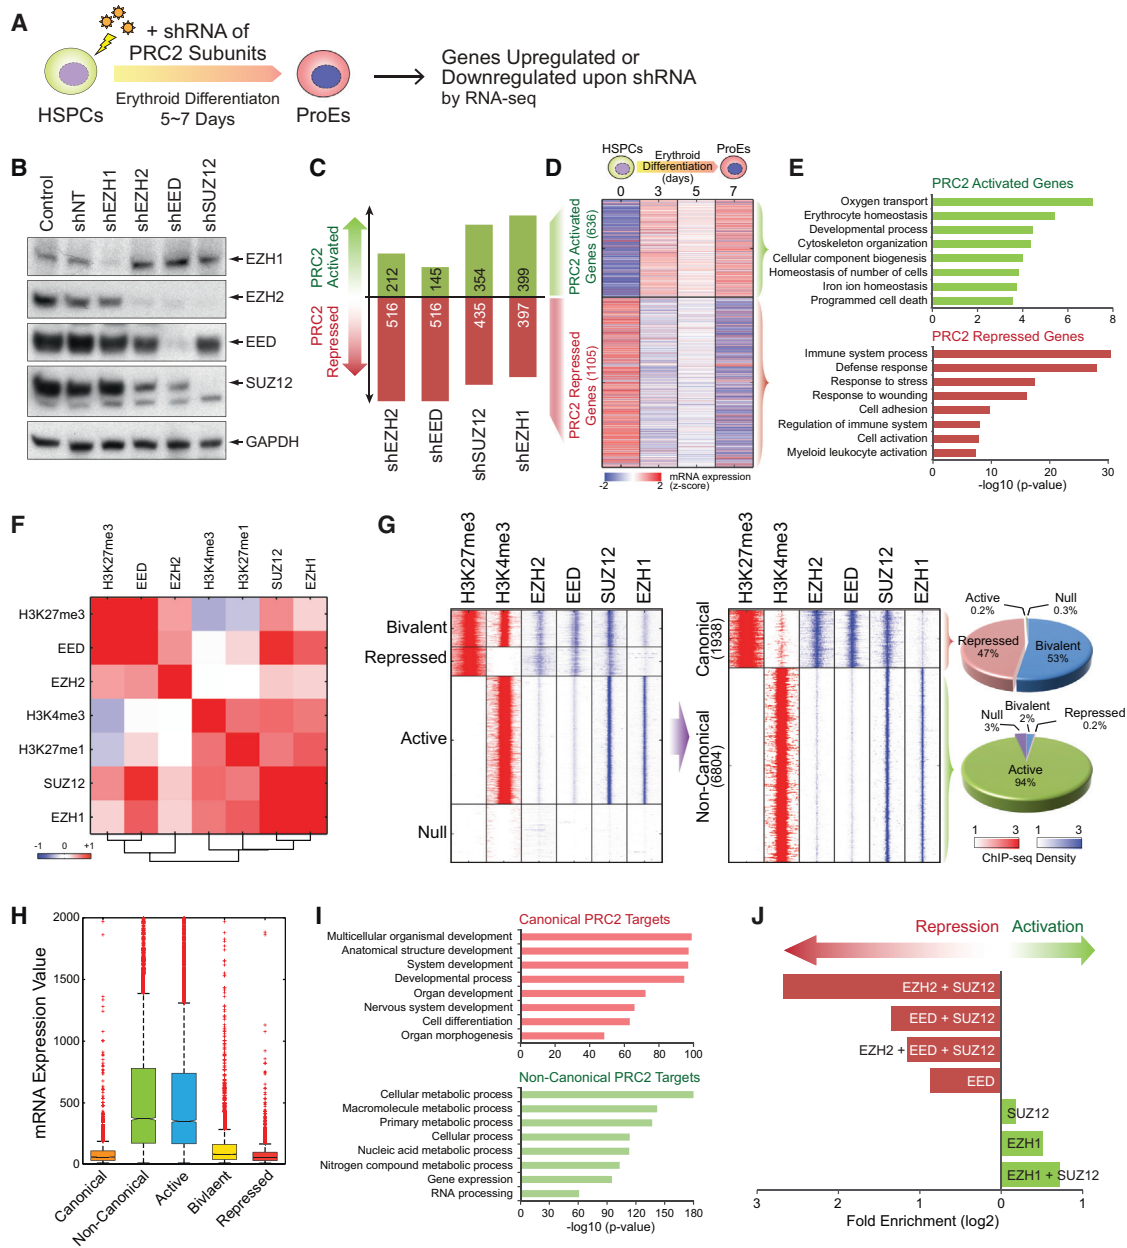 A
+ shRNA of
PRC2 Subunits
HSPCs
Erythroid Differentiaton
5~7 Days
ProEs
Genes Upregulated or
Downregulated upon shRNA
by RNA-seq
B
Control
shNT
shEZH1
shEZH2
shEED
shSUZ12
EZH1
EZH2
EED
SUZ12
GAPDH
C
PRC2
Activated
PRC2
Repressed
212
145
354
399
516
516
435
397
shEZH2
shEED
shSUZ12
shEZH1
D
HSPCs
Erythroid
Differentiation
(days)
ProEs
0 3 5 7
PRC2 Activated
Genes (636)
PRC2 Repressed
Genes (1105)
-2 2
mRNA expression
(z-score)
E
PRC2 Activated Genes
Oxygen transport
Erythrocyte homeostasis
Developmental process
Cytoskeleton organization
Cellular component biogenesis
Homeostasis of number of cells
Iron ion homeostasis
Programmed cell death
0 2 4 6 8
PRC2 Repressed Genes
Immune system process
Defense response
Response to stress
Response to wounding
Cell adhesion
Regulation of immune system
Cell activation
Myeloid leukocyte activation
0 10 20 30
-log10 (p-value)
F
H3K27me3
EED
EZH2
H3K4me3
H3K27me1
SUZ12
EZH1
H3K27me3
EED
EZH2
H3K4me3
H3K27me1
SUZ12
EZH1
-1 0 +1
G
H3K27me3
H3K4me3
EZH2
EED
SUZ12
EZH1
Bivalent
Repressed
Active
Null
H3K27me3
H3K4me3
EZH2
EED
SUZ12
EZH1
Canonical
(1938)
Non-Canonical
(6804)
Active
0.2%
Null
0.3%
Repressed
47%
Bivalent
53%
Bivalent
2%
Null
3%
Repressed
0.2%
Active
94%
1 3 1 3
ChIP-seq Density
H
mRNA Expression Value
2000
1500
1000
500
0
Canonical
Non-Canonical
Active
Bivlaent
Repressed
I
Canonical PRC2 Targets
Multicellular organismal development
Anatomical structure development
System development
Developmental process
Organ development
Nervous system development
Cell differentiation
Organ morphogenesis
0 20 40 60 80 100
Non-Canonical PRC2 Targets
Cellular metabolic process
Macromolecule metabolic process
Primary metabolic process
Cellular process
Nucleic acid metabolic process
Nitrogen compound metabolic process
Gene expression
RNA processing
0 30 60 90 120 150 180
-log10 (p-value)
J
Repression Activation
EZH2 + SUZ12
EED + SUZ12
EZH2 + EED + SUZ12
EED
SUZ12
EZH1
EZH1 + SUZ12
3 2 1 0 1
Fold Enrichment (log2)